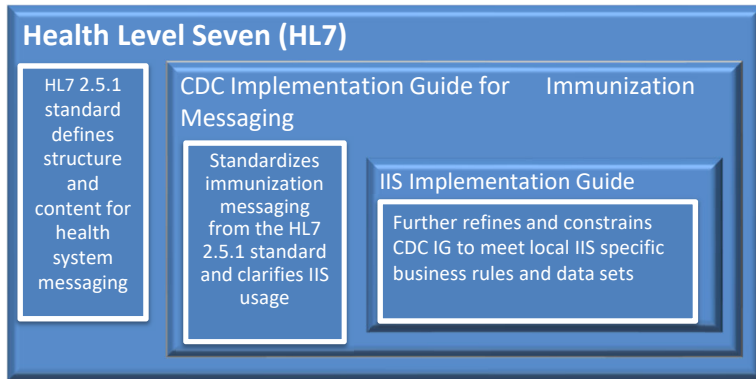 Health Level Seven (HL7)
HL7 2.5.1
standard
defines
structure
and
content for
health
system
messaging
CDC Implementation Guide for Immunization
Messaging
Standardizes
immunization
messaging
from the HL7
2.5.1 standard
and clarifies IIS
usage
IIS Implementation Guide
Further refines and constrains
CDC IG to meet local IIS specific
business rules and data sets